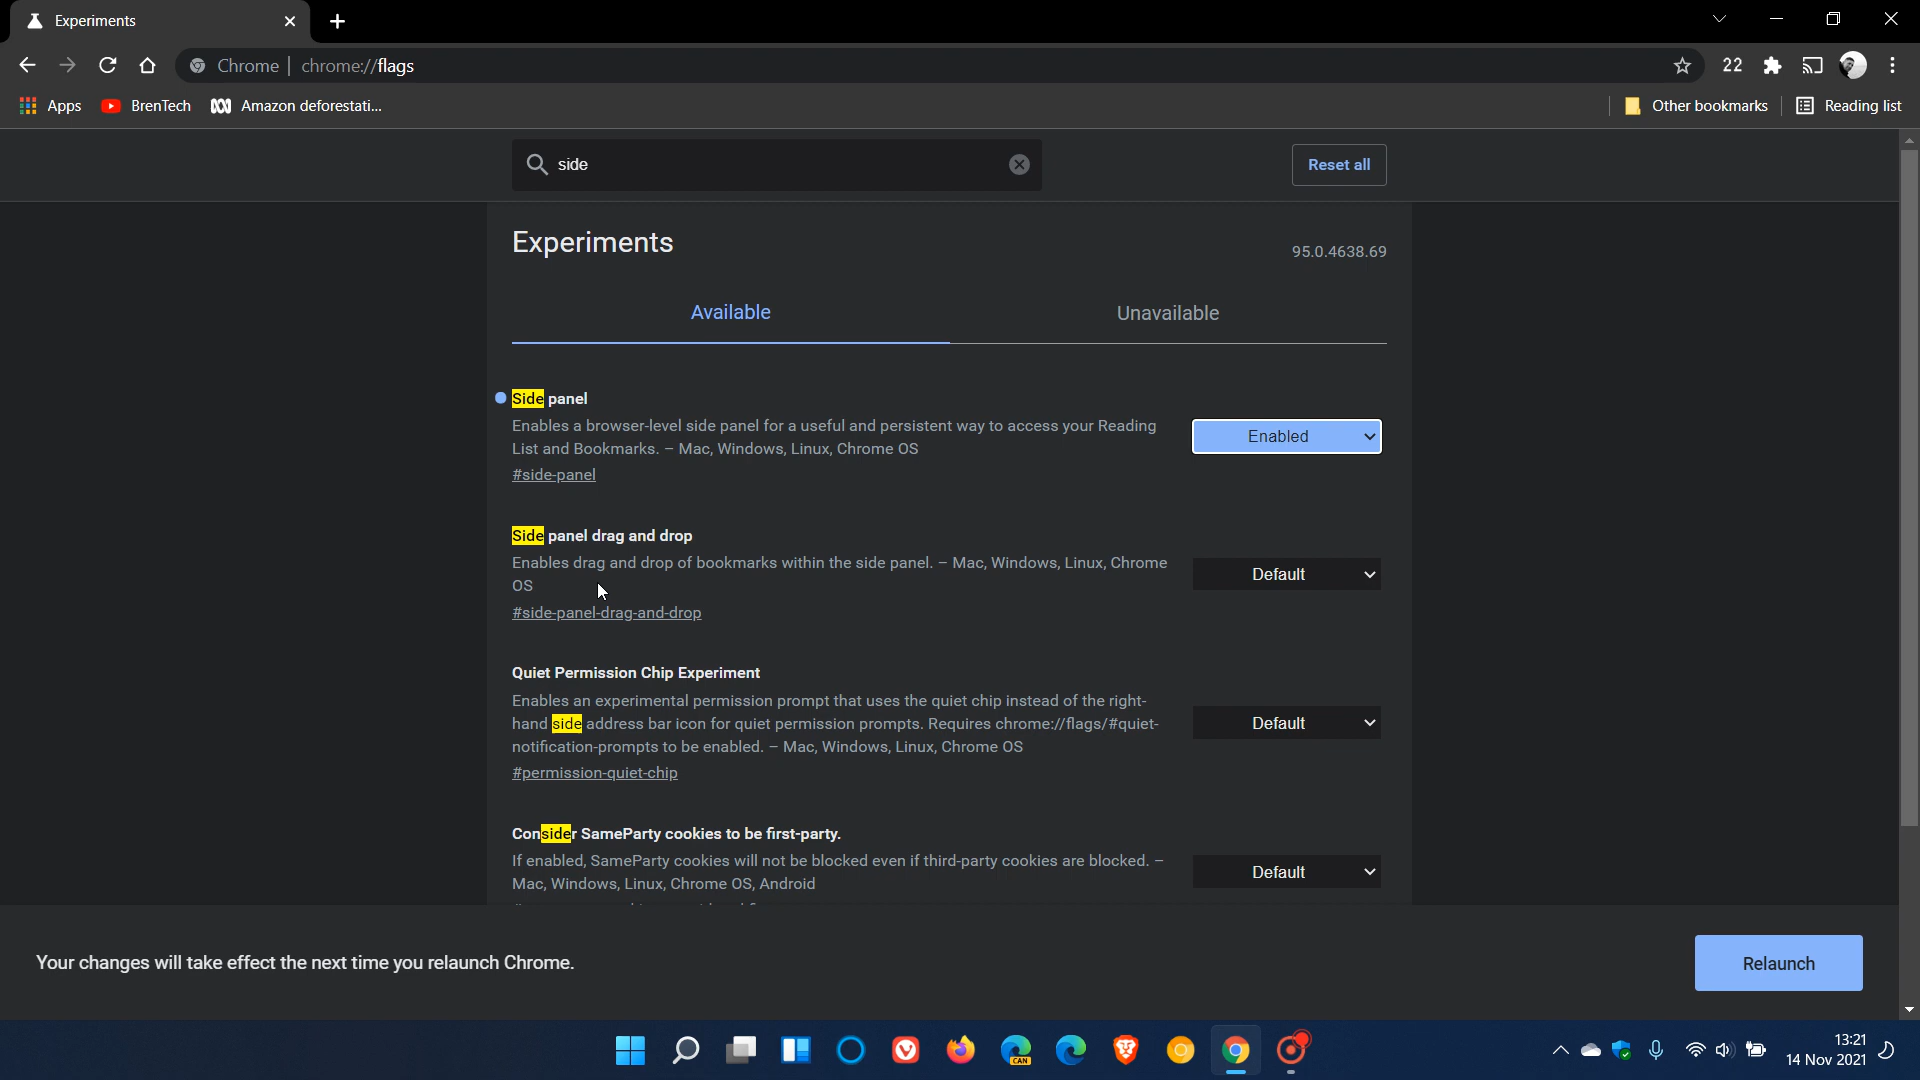 Experiments
Chrome | chrome://flags
22
Apps
BrenTech
Amazon deforestati...
Other bookmarks
Reading list
side
Reset all
Experiments
95.0.4638.69
Available
Unavailable
Side panel
Enables a browser-level side panel for a useful and persistent way to access your Reading
List and Bookmarks. – Mac, Windows, Linux, Chrome OS
#side-panel
Enabled
Side panel drag and drop
Enables drag and drop of bookmarks within the side panel. – Mac, Windows, Linux, Chrome
OS
#side-panel-drag-and-drop
Default
Quiet Permission Chip Experiment
Enables an experimental permission prompt that uses the quiet chip instead of the right-
hand side address bar icon for quiet permission prompts. Requires chrome://flags/#quiet-
notification-prompts to be enabled. – Mac, Windows, Linux, Chrome OS
#permission-quiet-chip
Default
Consider SameParty cookies to be first-party.
If enabled, SameParty cookies will not be blocked even if third-party cookies are blocked. –
Mac, Windows, Linux, Chrome OS, Android
Default
Your changes will take effect the next time you relaunch Chrome.
Relaunch
CAN
13:21
14 Nov 2021